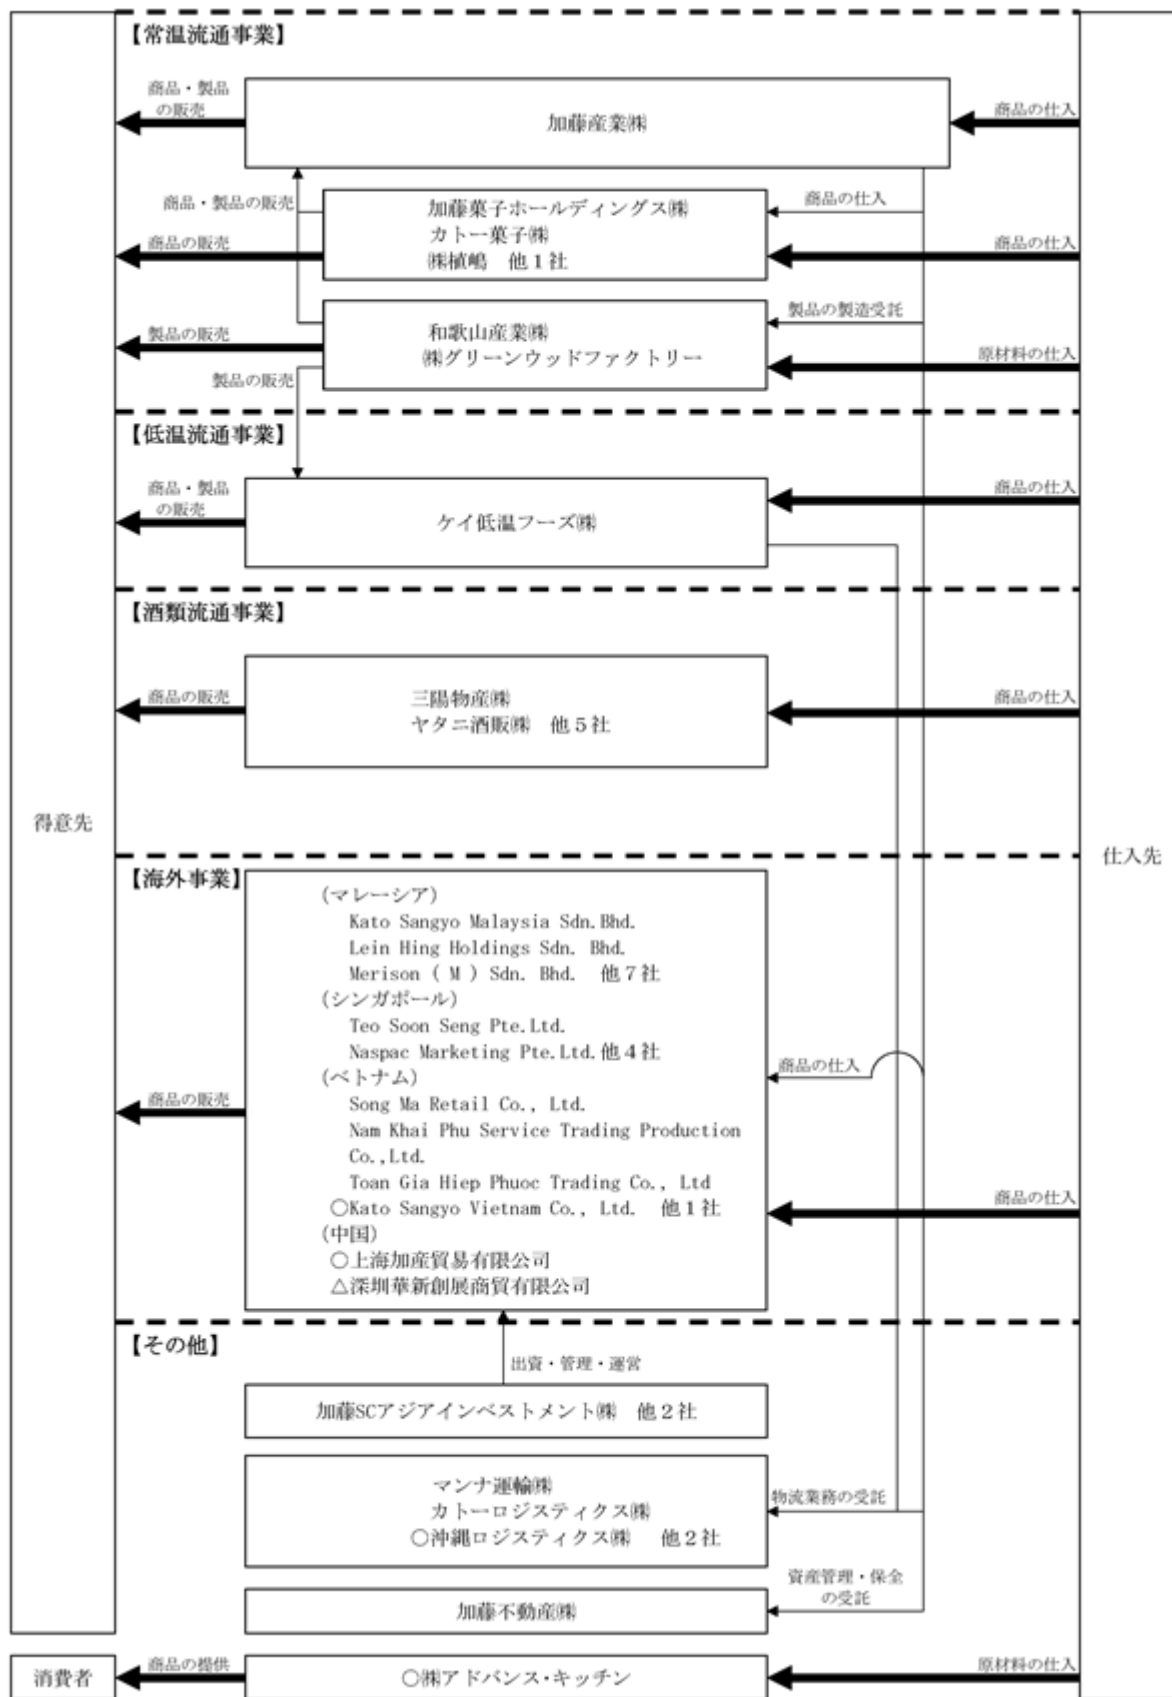 【常温流通事業】
商品・製品
の販売
加藤産業㈱
商品の仕入
商品・製品の販売
加藤菓子ホールディングス㈱
カトー菓子㈱
㈱植嶋　他１社
商品の仕入
商品の販売
商品の仕入
製品の販売
和歌山産業㈱
㈱グリーンウッドファクトリー
製品の製造受託
原材料の仕入
製品の販売
【低温流通事業】
商品・製品
の販売
ケイ低温フーズ㈱
商品の仕入
【酒類流通事業】
商品の販売
三陽物産㈱
ヤタニ酒販㈱　他５社
商品の仕入
得意先
仕入先
【海外事業】
(マレーシア)
Kato Sangyo Malaysia Sdn.Bhd.
Lein Hing Holdings Sdn. Bhd.
Merison ( M ) Sdn. Bhd.　他７社
(シンガポール)
Teo Soon Seng Pte.Ltd.
Naspac Marketing Pte.Ltd.他４社
(ベトナム)
Song Ma Retail Co., Ltd.
Nam Khai Phu Service Trading Production
Co.,Ltd.
Toan Gia Hiep Phuoc Trading Co., Ltd
○Kato Sangyo Vietnam Co., Ltd.　他１社
(中国)
○上海加産貿易有限公司
△深圳華新創展商貿有限公司
商品の仕入
商品の販売
商品の仕入
【その他】
出資・管理・運営
加藤SCアジアインベストメント㈱　他２社
マンナ運輸㈱
カトーロジスティクス㈱
○沖縄ロジスティクス㈱　他２社
物流業務の受託
加藤不動産㈱
資産管理・保全
の受託
消費者
商品の提供
○㈱アドバンス・キッチン
原材料の仕入